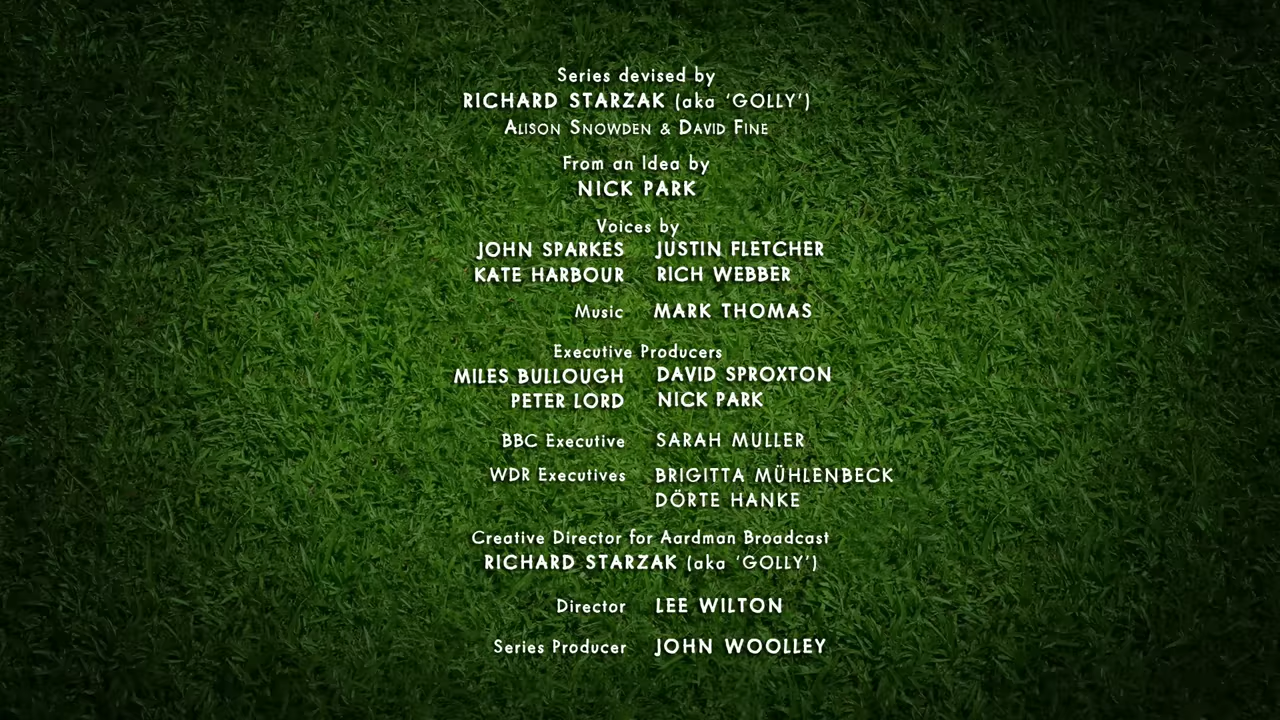 Series devised by
RICHARD STARZAK (aka ‘GOLLY’)
ALISON SNOWDEN & DAVID FINE
From an Idea by
NICK PARK
Voices by
JOHN SPARKES JUSTIN FLETCHER
KATE HARBOUR RICH WEBBER
Music MARK THOMAS
Executive Producers
MILES BULLOUGH DAVID SPROXTON
PETER LORD NICK PARK
BBC Executive SARAH MULLER
WDR Executives BRIGITTA MÜHLENBECK
DÖRTE HANKE
Creative Director for Aardman Broadcast
RICHARD STARZAK (aka ‘GOLLY’)
Director LEE WILTON
Series Producer JOHN WOOLLEY